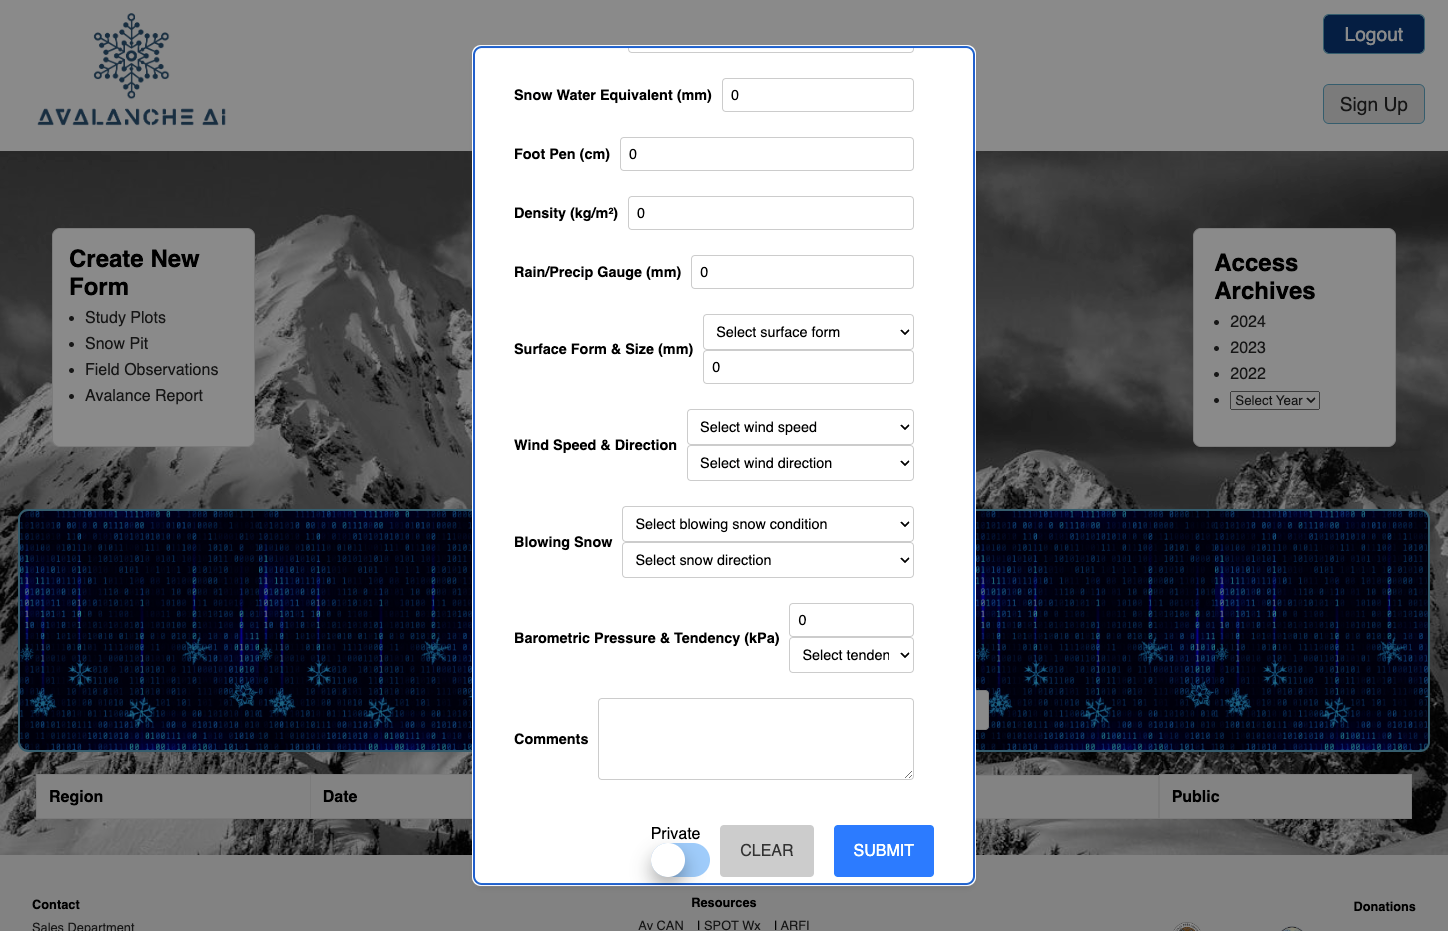 AVALANCHE AI
Logout
Sign Up
Snow Water Equivalent (mm)
0
Foot Pen (cm)
0
Density (kg/m²)
0
Rain/Precip Gauge (mm)
0
Surface Form & Size (mm)
Select surface form
0
Wind Speed & Direction
Select wind speed
Select wind direction
Blowing Snow
Select blowing snow condition
Select snow direction
Barometric Pressure & Tendency (kPa)
0
Select tenden
Comments
Private
CLEAR
SUBMIT
Create New
Form
Study Plots
Snow Pit
Field Observations
Avalance Report
Access
Archives
2024
2023
2022
Select Year
Region
Date
Public
Contact
Sales Department
Resources
Av CAN I SPOT Wx I ARFI
Donations